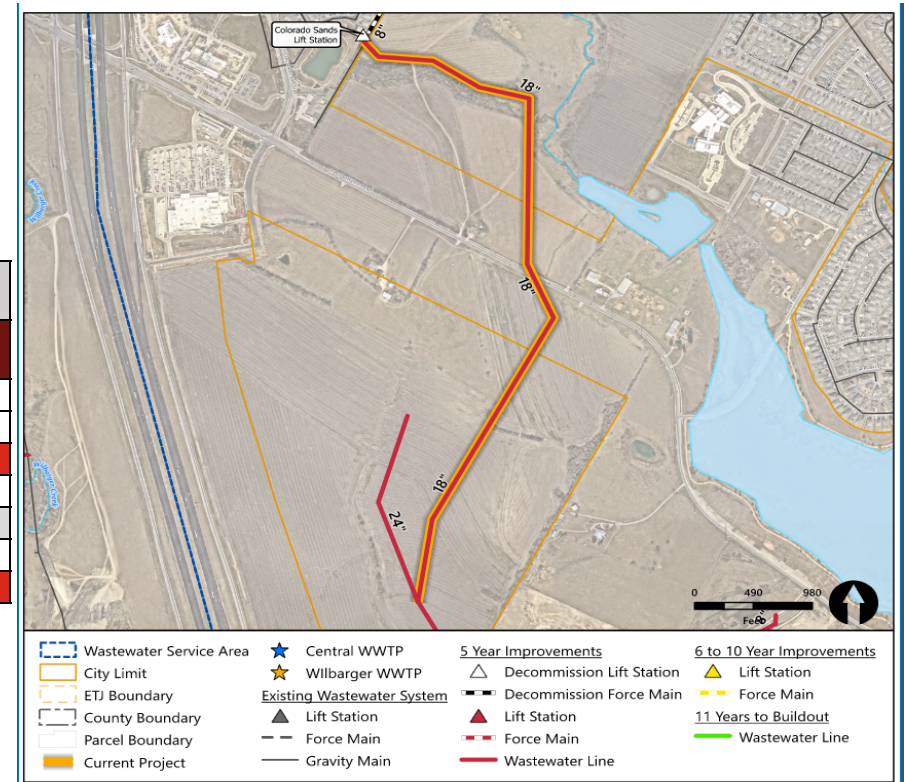 Colorado Sands
Lift Station
8"
18"
18"
18"
24"
0 490 980
Feet
8"
Wastewater Service Area
City Limit
ETJ Boundary
County Boundary
Parcel Boundary
Current Project
Central WWTP
WIlbarger WWTP
Existing Wastewater System
Lift Station
Force Main
Gravity Main
5 Year Improvements
Decommission Lift Station
Decommission Force Main
Lift Station
Force Main
Wastewater Line
6 to 10 Year Improvements
Lift Station
Force Main
11 Years to Buildout
Wastewater Line